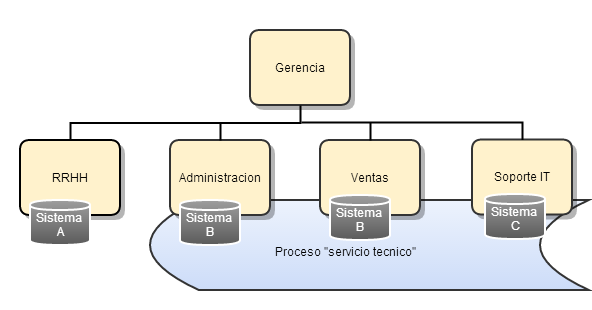 Gerencia
RRHH
Administracion
Ventas
Soporte IT
Sistema
A
Sistema
B
Sistema
B
Sistema
C
Proceso "servicio tecnico"